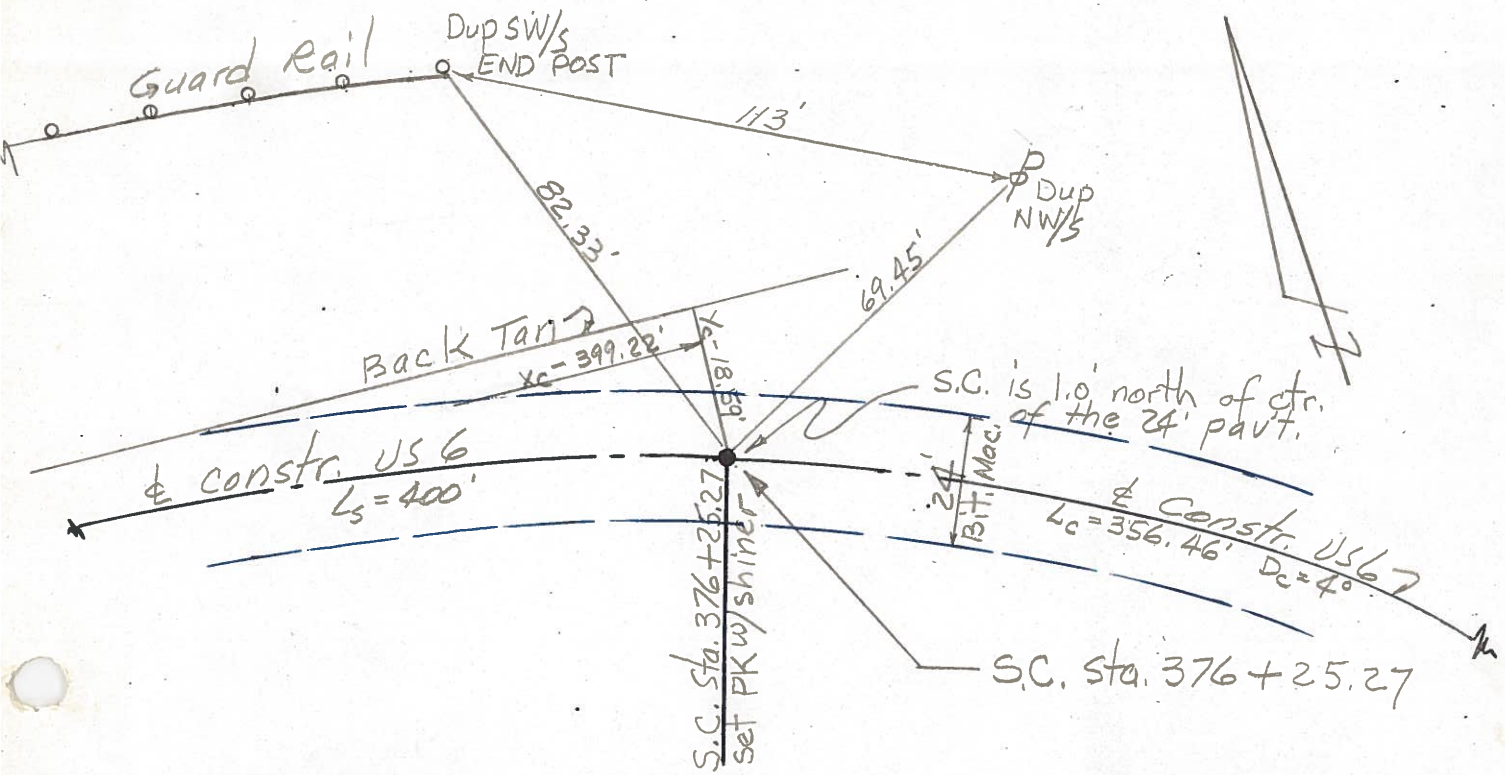 Guard Rail
Dup SW/s
END POST
113'
P
Dup
NW/s
82.33'
69.45'
Back Tan
xc - 399.22'
Yc - 18.59'
S.C. is 1.0' north of ctr.
of the 24' pav't.
℄ constr. US 6
Ls = 400'
24'
Bit. Mac.
℄ Constr. US 6
Lc = 356.46'
Dc = 4°
S.C. sta. 376 + 25.27
S.C. Sta. 376 + 25.27
Set PK w/ shiner